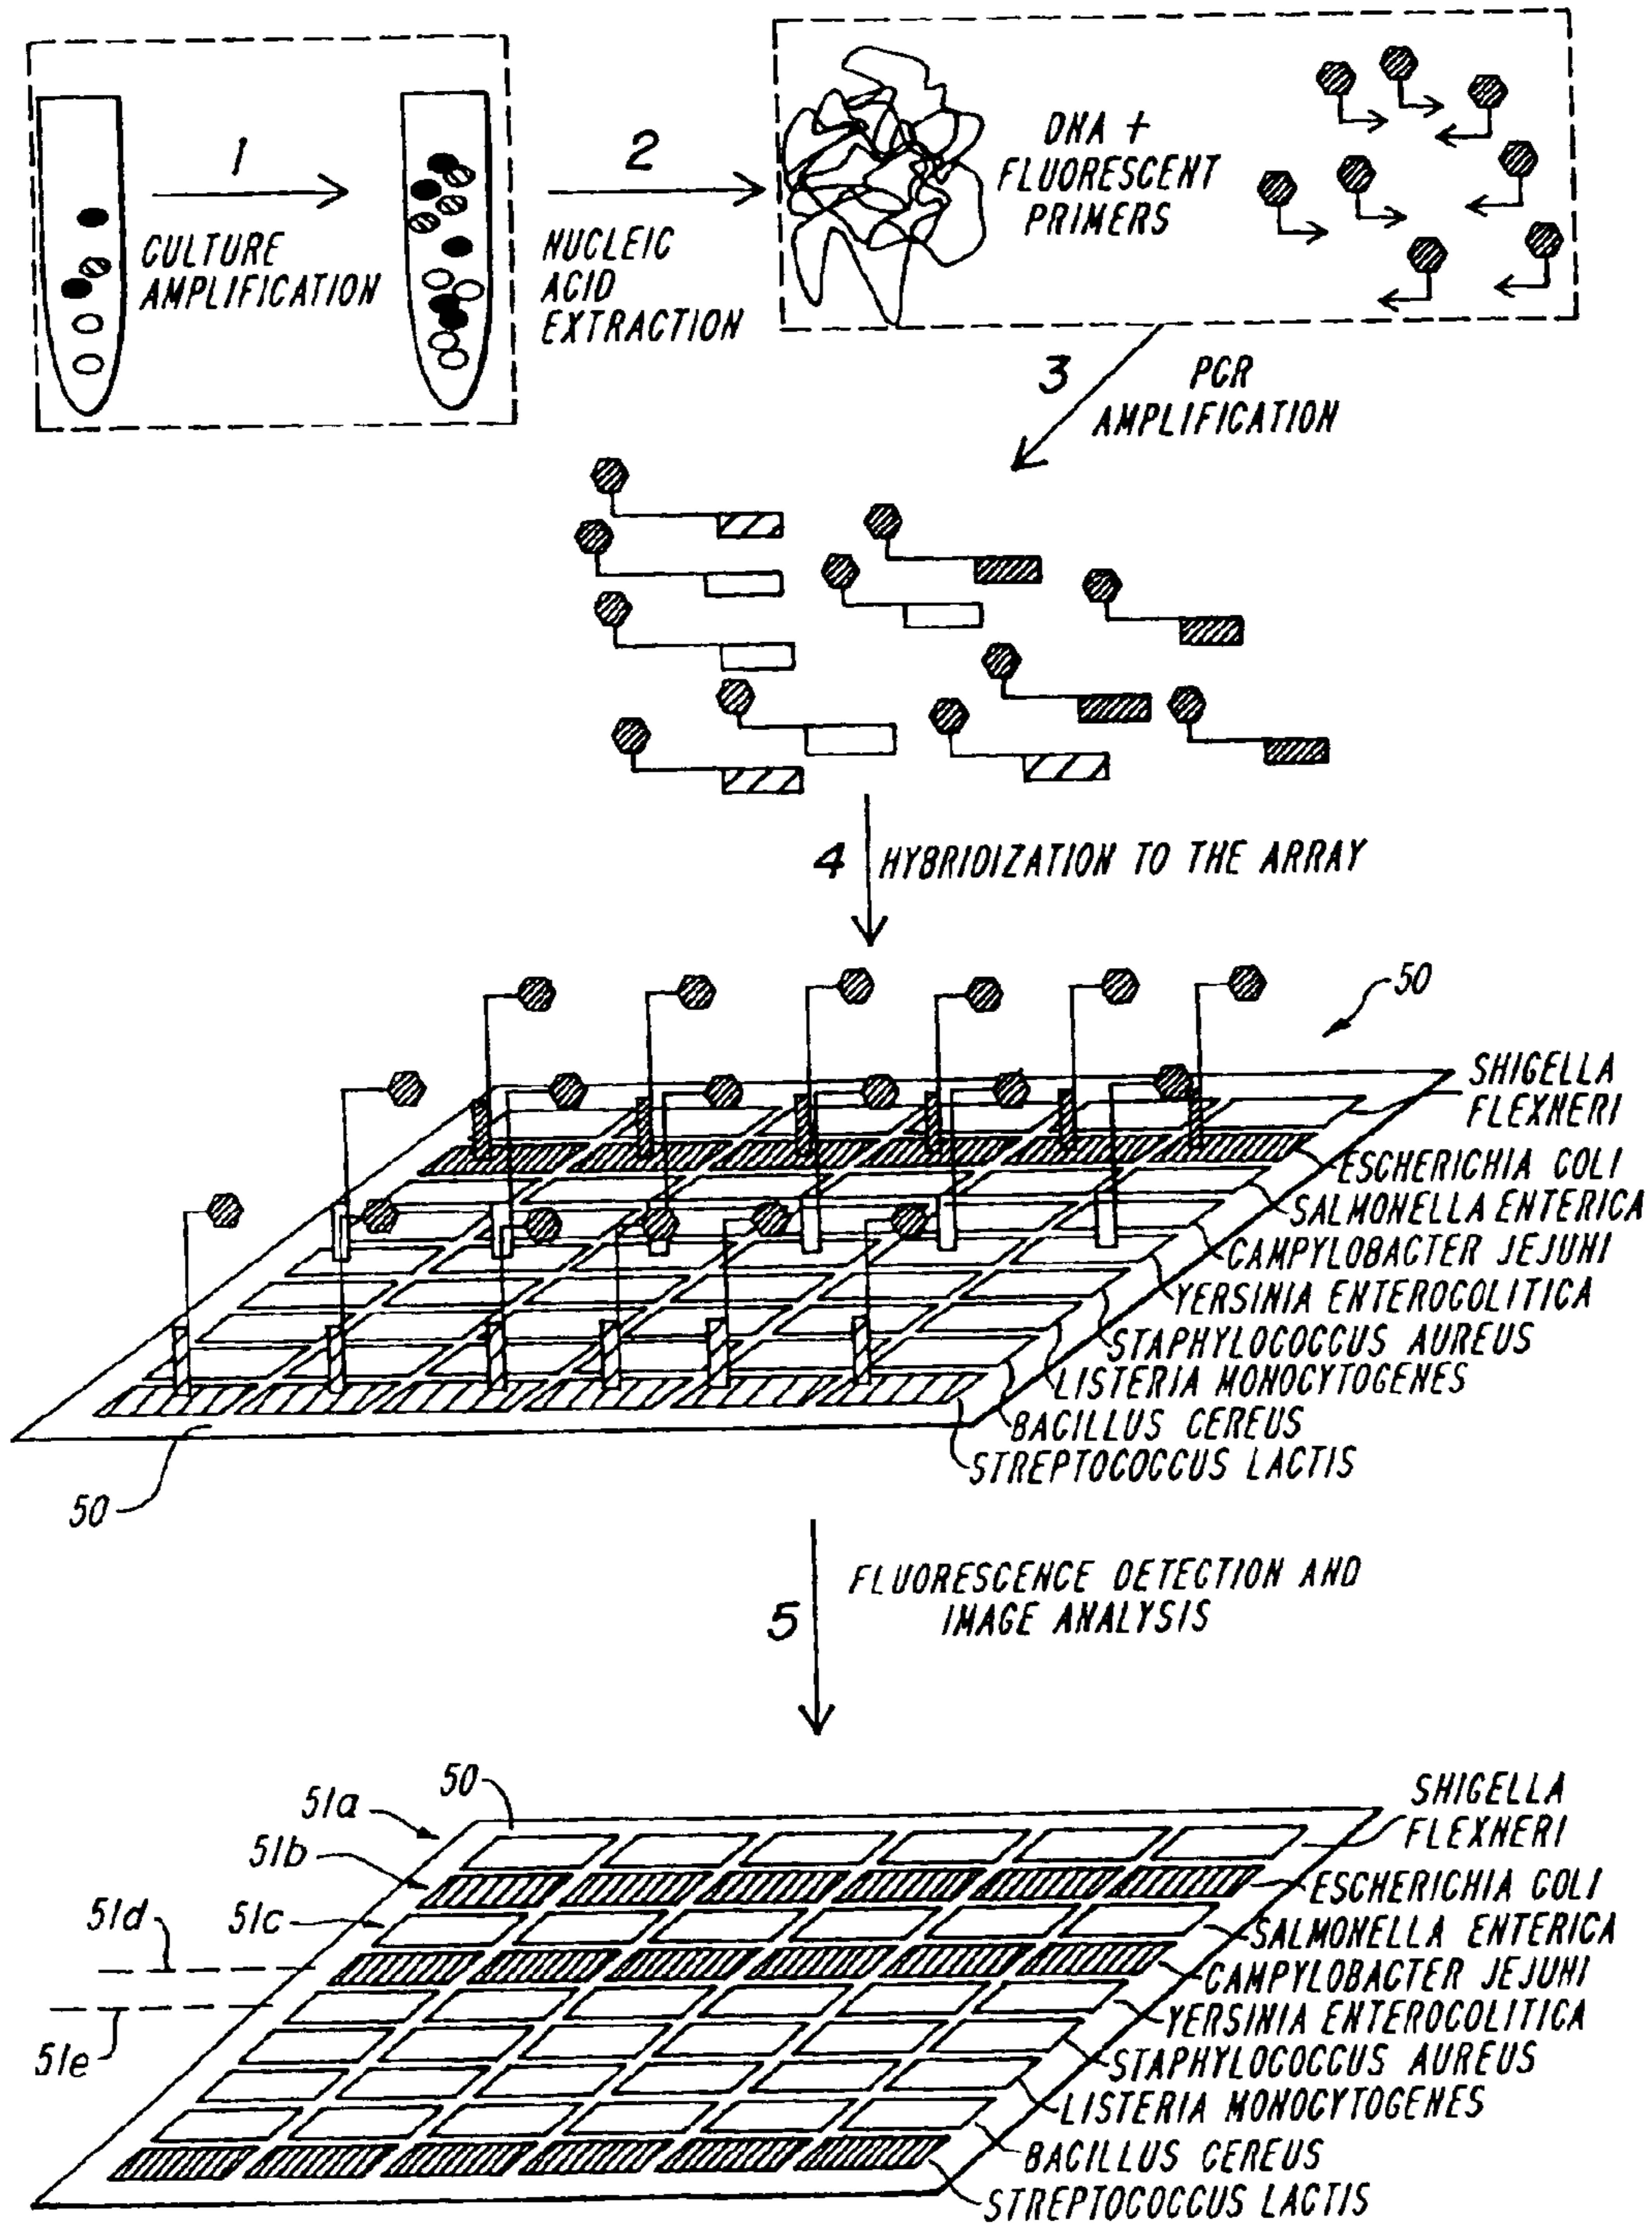 1
CULTURE
AMPLIFICATION
2
NUCLEIC
ACID
EXTRACTION
DNA +
FLUORESCENT
PRIMERS
3
PCR
AMPLIFICATION
4
HYBRIDIZATION TO THE ARRAY
50
SHIGELLA
FLEXNERI
ESCHERICHIA COLI
SALMONELLA ENTERICA
CAMPYLOBACTER JEJUNI
YERSINIA ENTEROCOLITICA
STAPHYLOCOCCUS AUREUS
LISTERIA MONOCYTOGENES
BACILLUS CEREUS
STREPTOCOCCUS LACTIS
50
5
FLUORESCENCE DETECTION AND
IMAGE ANALYSIS
50
51a
51b
51c
51d
51e
SHIGELLA
FLEXNERI
ESCHERICHIA COLI
SALMONELLA ENTERICA
CAMPYLOBACTER JEJUNI
YERSINIA ENTEROCOLITICA
STAPHYLOCOCCUS AUREUS
LISTERIA MONOCYTOGENES
BACILLUS CEREUS
STREPTOCOCCUS LACTIS